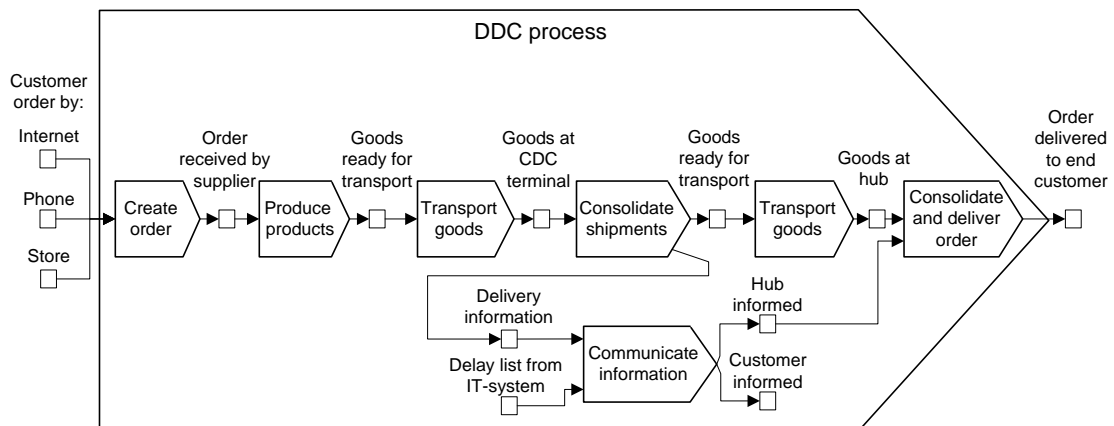 DDC process
Customer
order by:
Internet
Phone
Store
Create
order
Order
received by
supplier
Produce
products
Goods
ready for
transport
Transport
goods
Goods
at CDC
terminal
Consolidate
shipments
Goods
ready for
transport
Transport
goods
Goods at
hub
Consolidate
and deliver
order
Order
delivered
to end
customer
Delivery
information
Delay list from
IT-system
Communicate
information
Hub
informed
Customer
informed